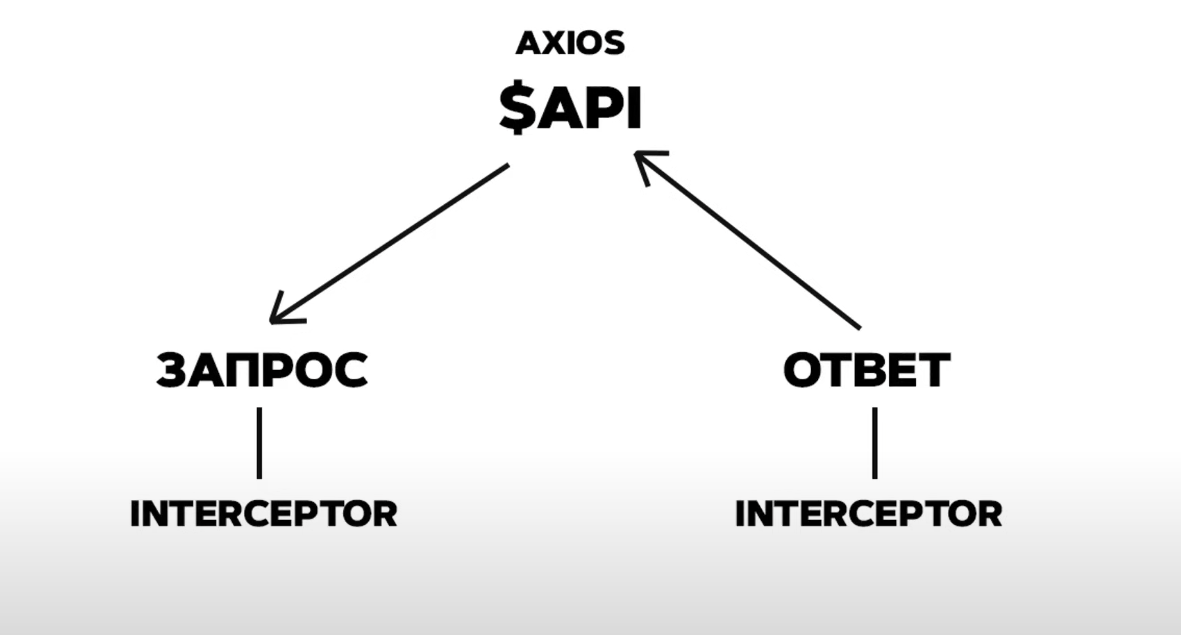 AXIOS
$API
ЗАПРОС
ОТВЕТ
INTERCEPTOR
INTERCEPTOR